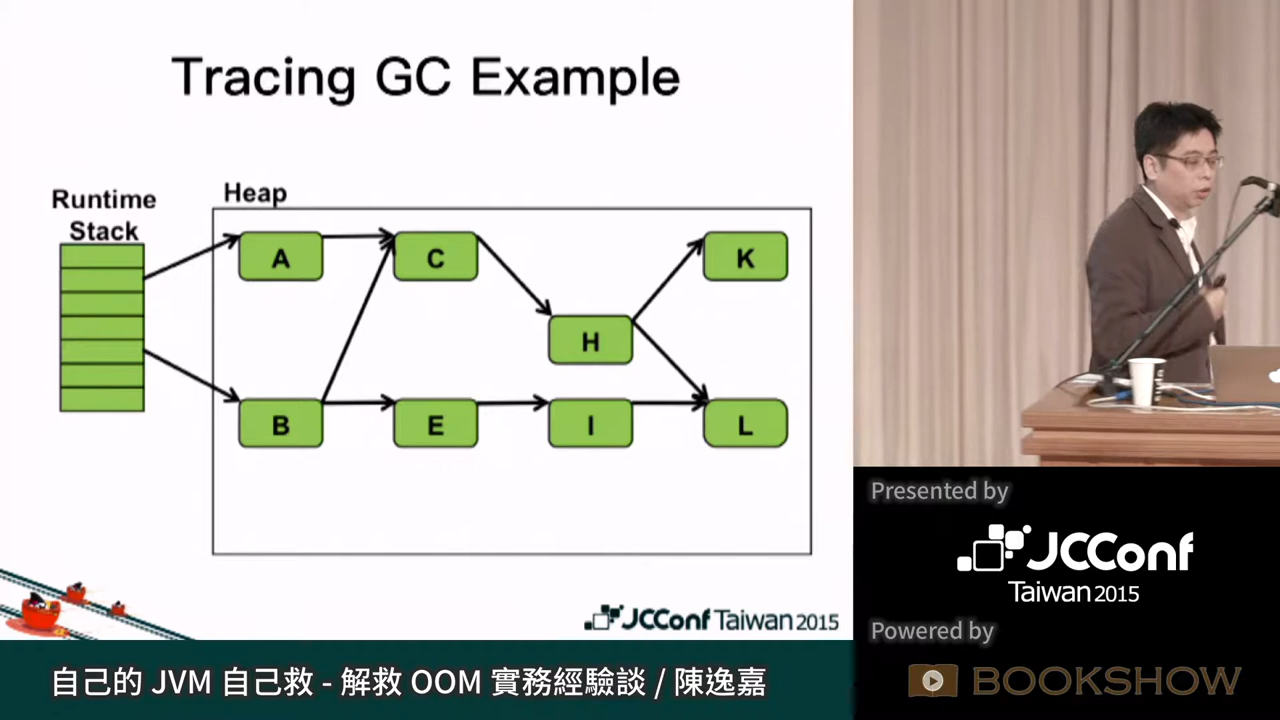 Tracing GC Example
Runtime
Stack
Heap
A
C
K
H
B
E
I
L
JCConf Taiwan 2015
Presented by
JCConf
Taiwan 2015
Powered by
BOOKSHOW
自己的 JVM 自己救 - 解救 OOM 實務經驗談 / 陳逸嘉